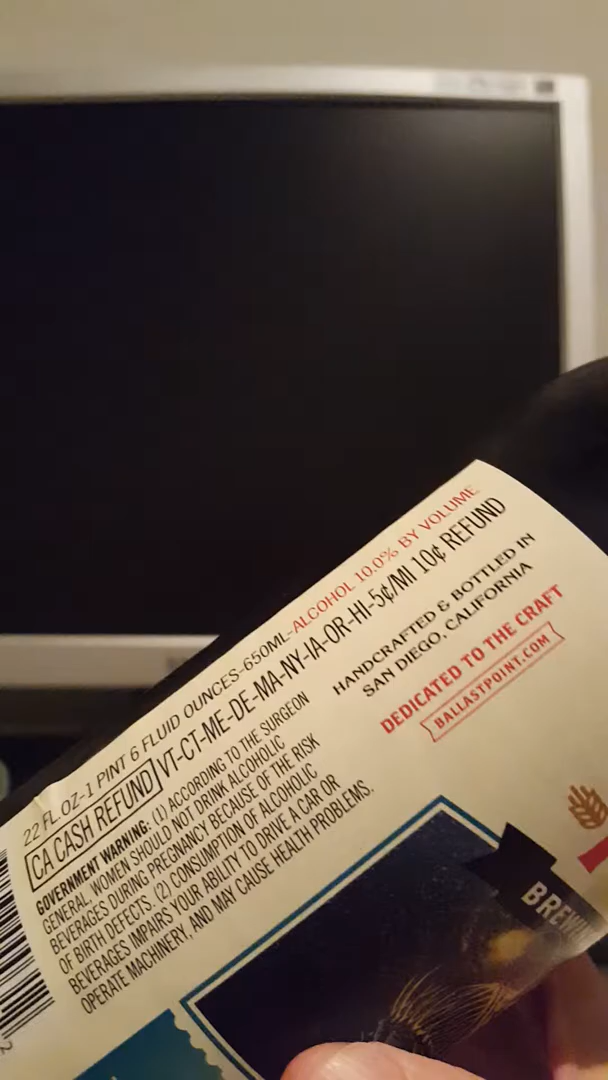 22 FL OZ-1 PINT 6 FLUID OUNCES-650ML-ALCOHOL 10.0% BY VOLUME
CA CASH REFUND VT-CT-ME-DE-MA-NY-IA-OR-HI-5¢/MI 10¢ REFUND
GOVERNMENT WARNING: (1) ACCORDING TO THE SURGEON
GENERAL, WOMEN SHOULD NOT DRINK ALCOHOLIC
BEVERAGES DURING PREGNANCY BECAUSE OF THE RISK
OF BIRTH DEFECTS. (2) CONSUMPTION OF ALCOHOLIC
BEVERAGES IMPAIRS YOUR ABILITY TO DRIVE A CAR OR
OPERATE MACHINERY, AND MAY CAUSE HEALTH PROBLEMS.
HANDCRAFTED & BOTTLED IN
SAN DIEGO, CALIFORNIA
DEDICATED TO THE CRAFT
BALLASTPOINT.COM
2